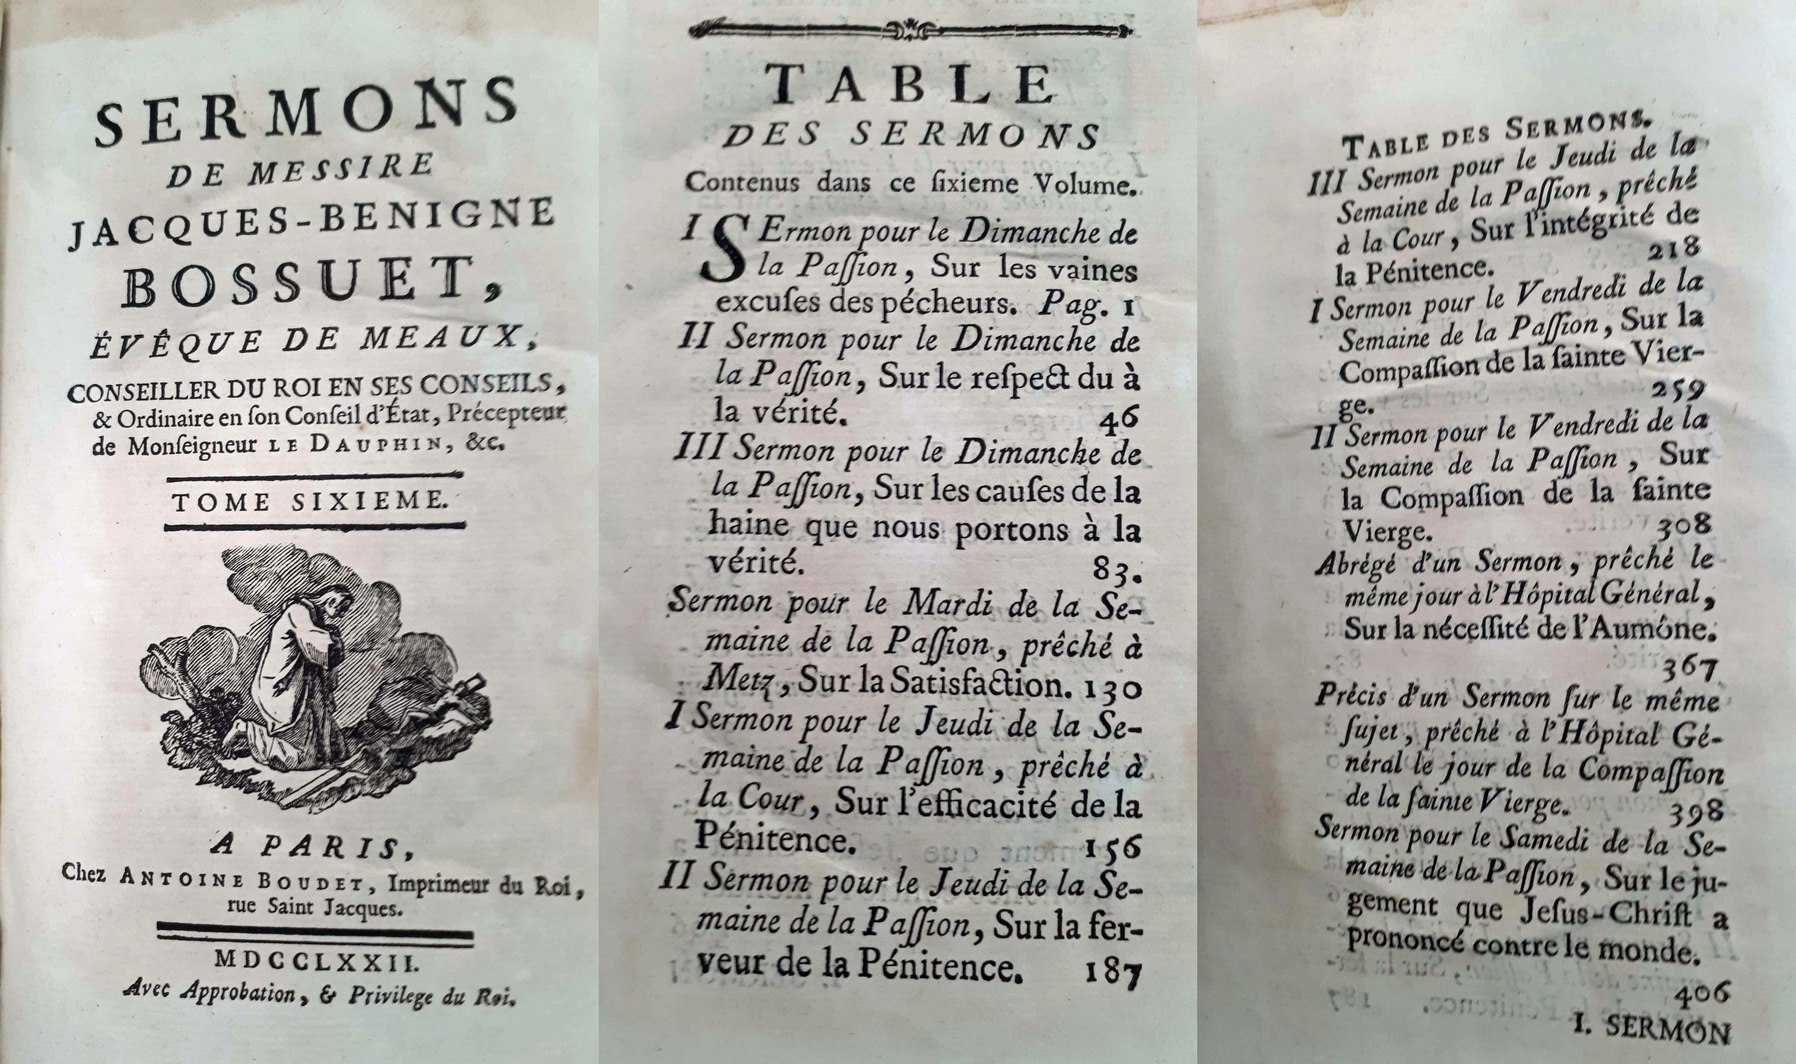 SERMONS
DE MESSIRE
JACQUES-BENIGNE
BOSSUET,
ÉVÊQUE DE MEAUX,
CONSEILLER DU ROI EN SES CONSEILS,
& Ordinaire en ſon Conſeil d'État, Précepteur
de Monſeigneur LE DAUPHIN, &c.
TOME SIXIEME.
A PARIS,
Chez ANTOINE BOUDET, Imprimeur du Roi,
rue Saint Jacques.
MDCCLXXII.
Avec Approbation, & Privilege du Roi.
TABLE
DES SERMONS
Contenus dans ce ſixieme Volume.
I SErmon pour le Dimanche de
la Paſſion, Sur les vaines
excuſes des pécheurs. Pag. 1
II Sermon pour le Dimanche de
la Paſſion, Sur le reſpect du à
la vérité. 46
III Sermon pour le Dimanche de
la Paſſion, Sur les cauſes de la
haine que nous portons à la
vérité. 83.
Sermon pour le Mardi de la Se-
maine de la Paſſion, prêché à
Metz, Sur la Satisfaction. 130
I Sermon pour le Jeudi de la Se-
maine de la Paſſion, prêché à
la Cour, Sur l'efficacité de la
Pénitence. 156
II Sermon pour le Jeudi de la Se-
maine de la Paſſion, Sur la fer-
veur de la Pénitence. 187
TABLE DES SERMONS.
III Sermon pour le Jeudi de la
Semaine de la Paſſion, prêché
à la Cour, Sur l'intégrité de
la Pénitence. 218
I Sermon pour le Vendredi de la
Semaine de la Paſſion, Sur la
Compaſſion de la ſainte Vier-
ge. 259
II Sermon pour le Vendredi de la
Semaine de la Paſſion, Sur
la Compaſſion de la ſainte
Vierge. 308
Abrégé d'un Sermon, prêché le
même jour à l'Hôpital Général,
Sur la néceſſité de l'Aumône.
367
Précis d'un Sermon ſur le même
ſujet, prêché à l'Hôpital Gé-
néral le jour de la Compaſſion
de la ſainte Vierge. 398
Sermon pour le Samedi de la Se-
maine de la Paſſion, Sur le ju-
gement que Jeſus-Chriſt a
prononcé contre le monde.
406
I. SERMON